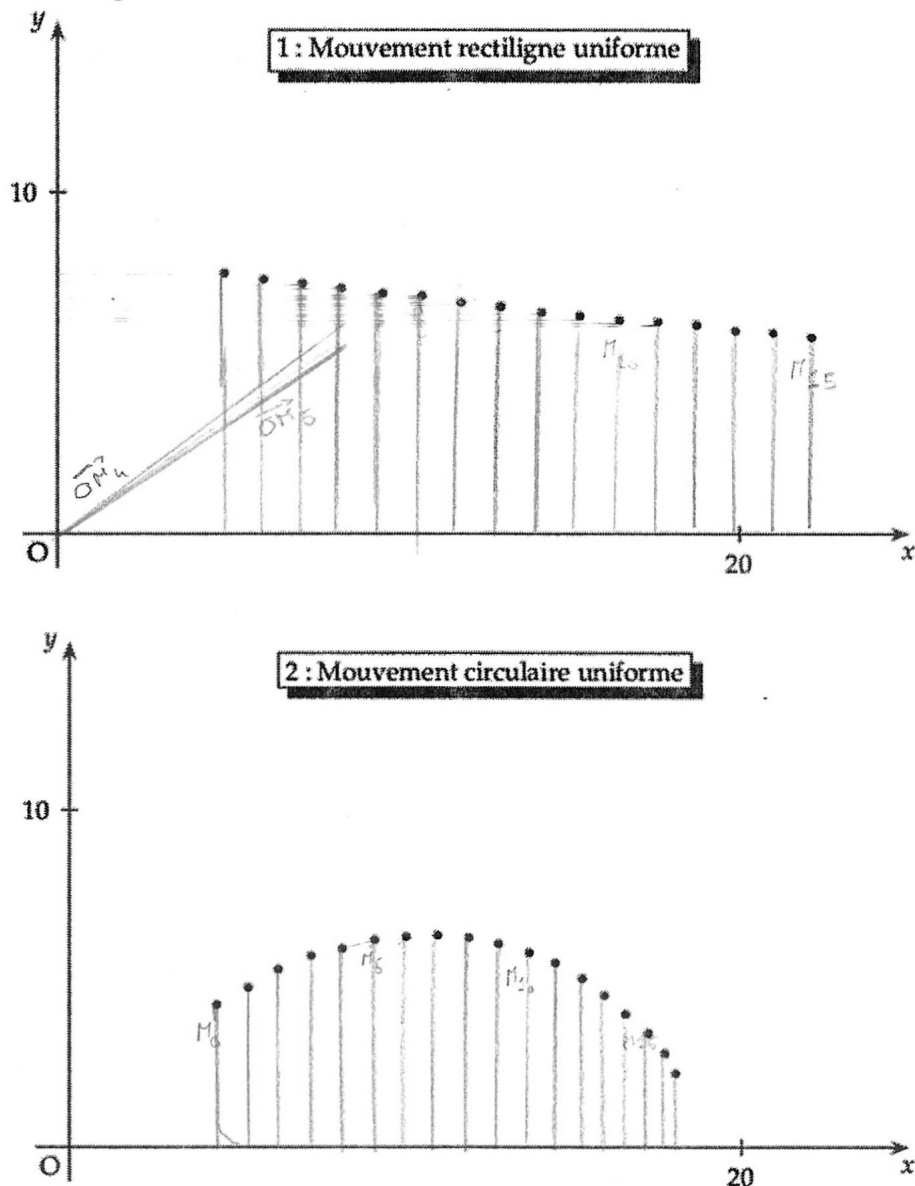 y
1 : Mouvement rectiligne uniforme
10
M₁₀
M₁₅
OM₅
OM₄
O
20
x
y
2 : Mouvement circulaire uniforme
10
M₅
M₁₀
M₀
O
20
x